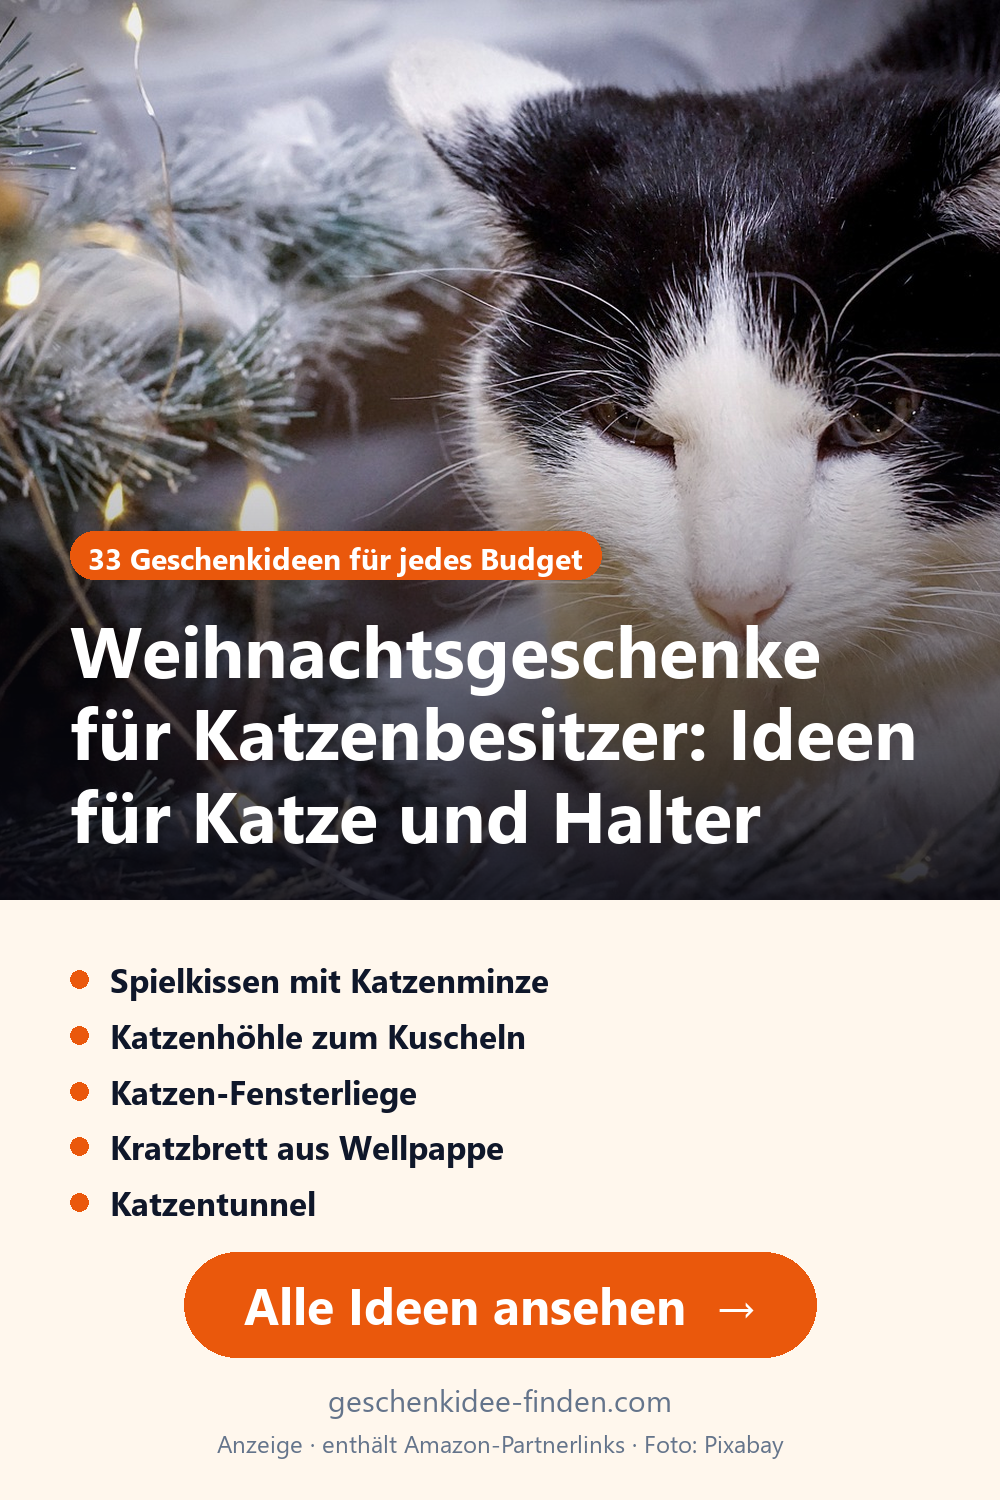 33 Geschenkideen für jedes Budget
Weihnachtsgeschenke
für Katzenbesitzer: Ideen
für Katze und Halter
Spielkissen mit Katzenminze
Katzenhöhle zum Kuscheln
Katzen-Fensterliege
Kratzbrett aus Wellpappe
Katzentunnel
Alle Ideen ansehen →
geschenkidee-finden.com
Anzeige · enthält Amazon-Partnerlinks · Foto: Pixabay